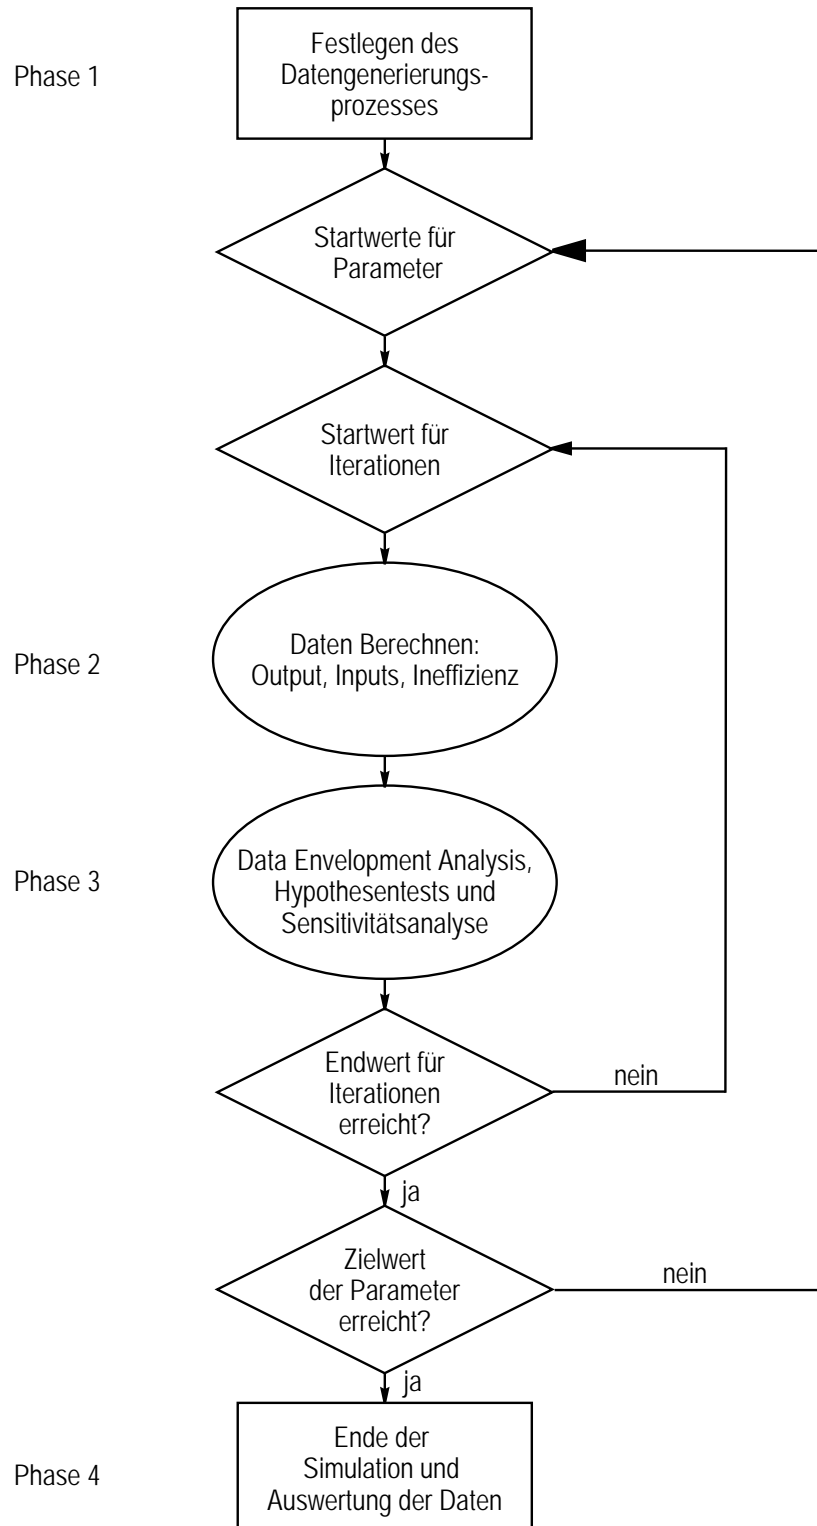 Phase 1
Festlegen des
Datengenerierungs-
prozesses
Startwerte für
Parameter
Startwert für
Iterationen
Phase 2
Daten Berechnen:
Output, Inputs, Ineffizienz
Phase 3
Data Envelopment Analysis,
Hypothesentests und
Sensitivitätsanalyse
Endwert für
Iterationen
erreicht?
nein
ja
Zielwert
der Parameter
erreicht?
nein
ja
Phase 4
Ende der
Simulation und
Auswertung der Daten